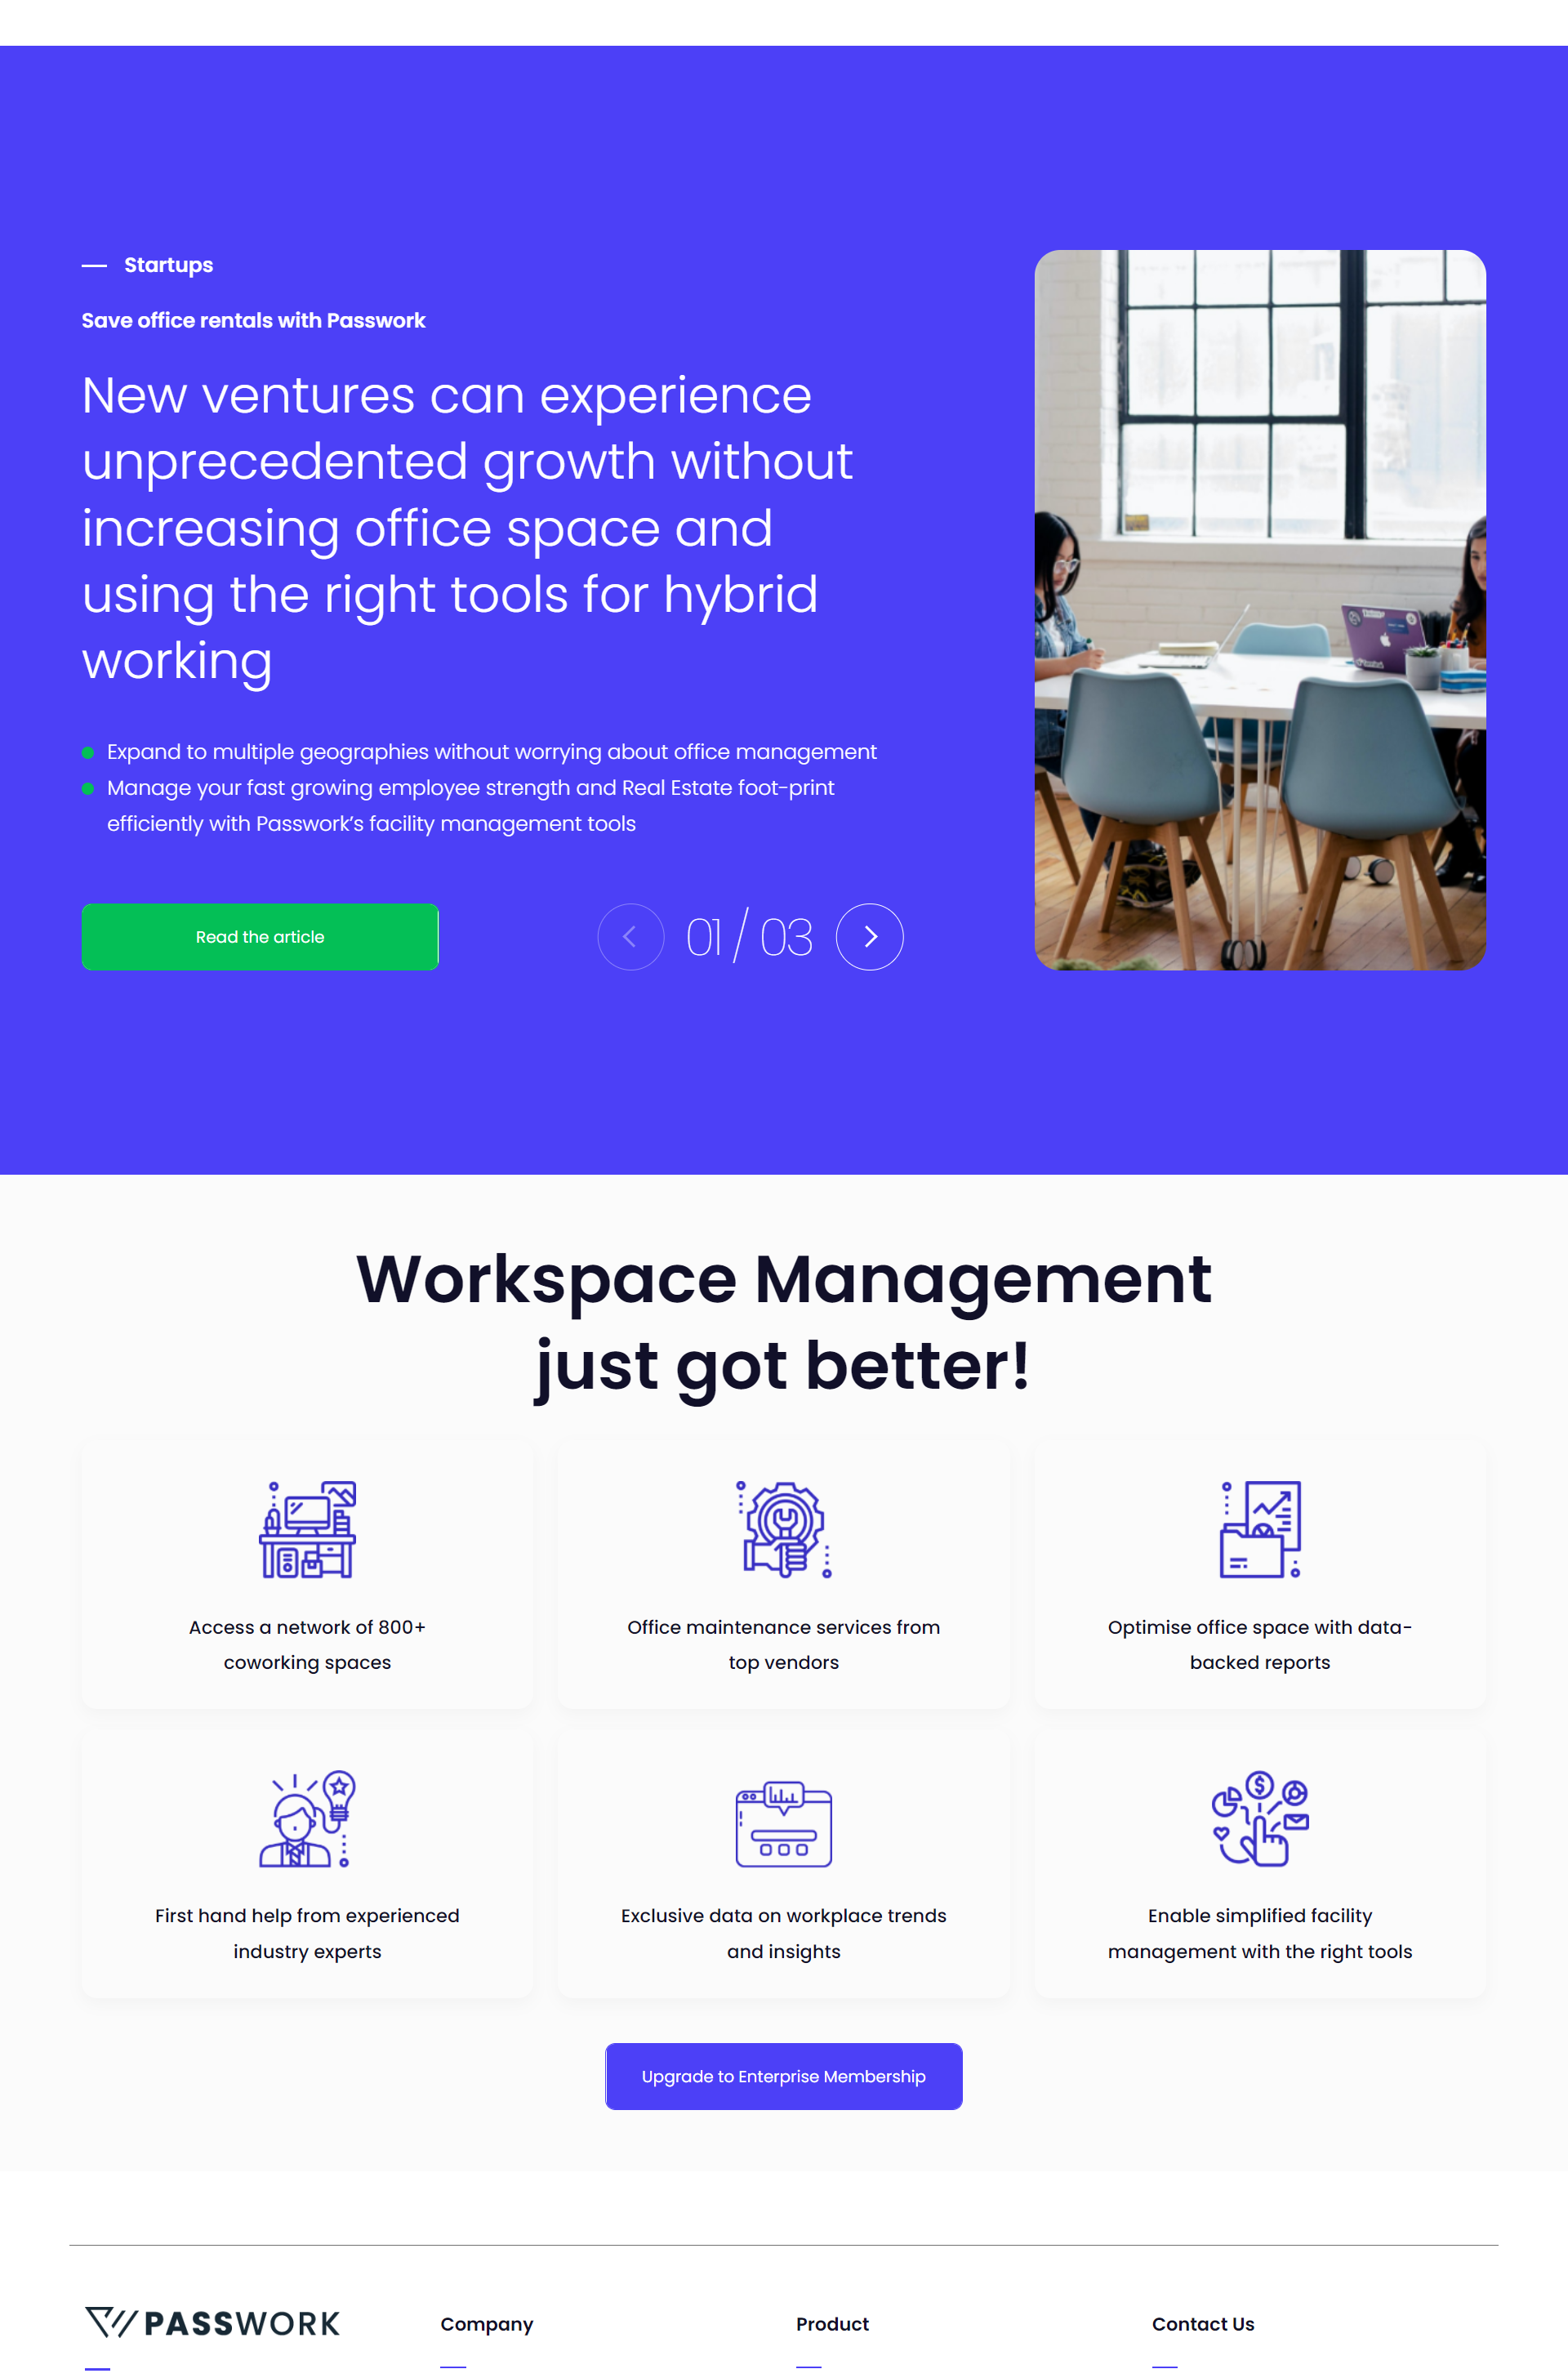 Startups
Save office rentals with Passwork
New ventures can experience
unprecedented growth without
increasing office space and
using the right tools for hybrid
working
Expand to multiple geographies without worrying about office management
Manage your fast growing employee strength and Real Estate foot-print
efficiently with Passwork’s facility management tools
Read the article
01 / 03
Workspace Management
just got better!
Access a network of 800+
coworking spaces
Office maintenance services from
top vendors
Optimise office space with data-
backed reports
First hand help from experienced
industry experts
Exclusive data on workplace trends
and insights
Enable simplified facility
management with the right tools
Upgrade to Enterprise Membership
PASSWORK
Company
Product
Contact Us